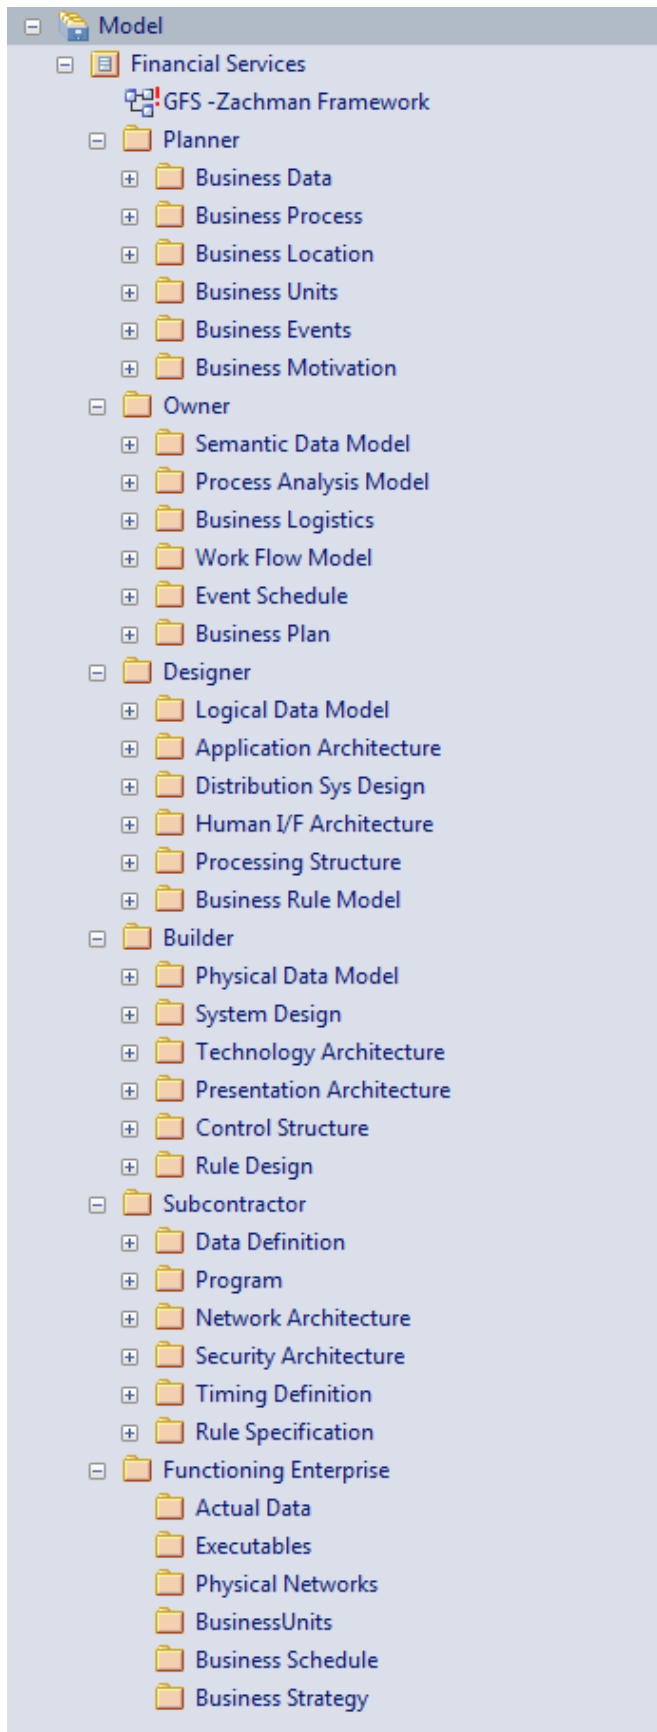 Model
Financial Services
GFS -Zachman Framework
Planner
Business Data
Business Process
Business Location
Business Units
Business Events
Business Motivation
Owner
Semantic Data Model
Process Analysis Model
Business Logistics
Work Flow Model
Event Schedule
Business Plan
Designer
Logical Data Model
Application Architecture
Distribution Sys Design
Human I/F Architecture
Processing Structure
Business Rule Model
Builder
Physical Data Model
System Design
Technology Architecture
Presentation Architecture
Control Structure
Rule Design
Subcontractor
Data Definition
Program
Network Architecture
Security Architecture
Timing Definition
Rule Specification
Functioning Enterprise
Actual Data
Executables
Physical Networks
BusinessUnits
Business Schedule
Business Strategy